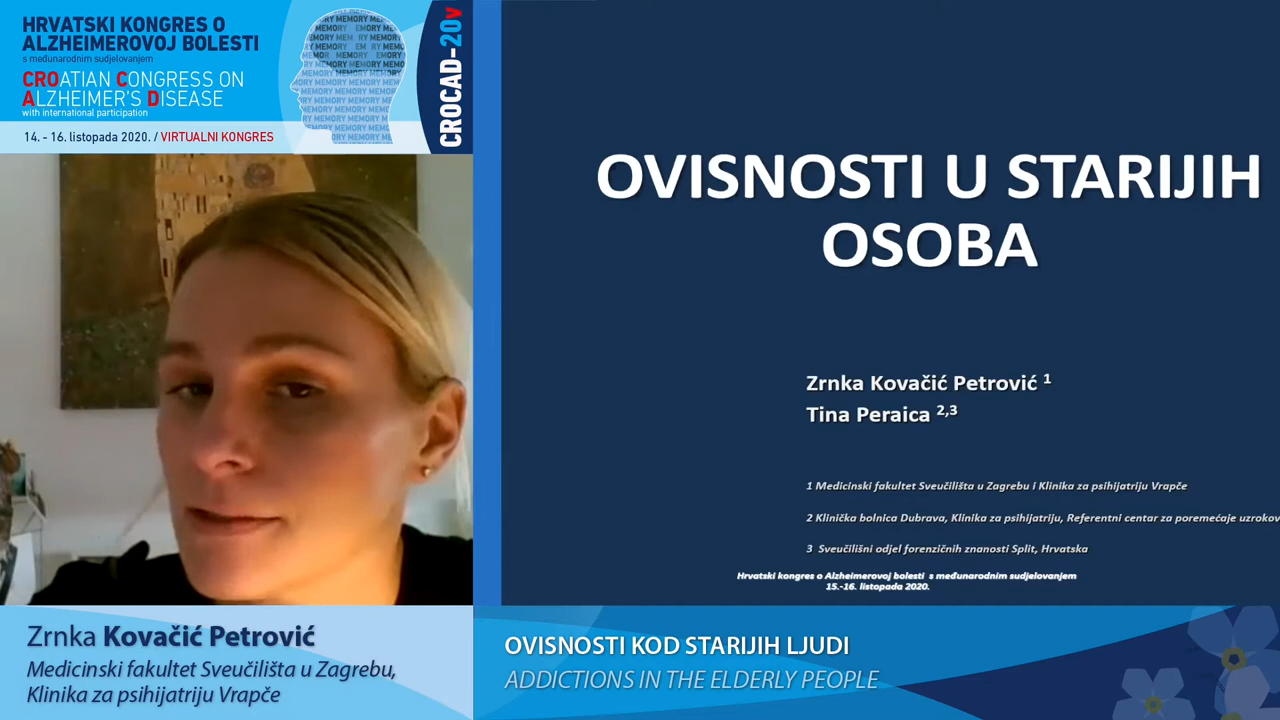 HRVATSKI KONGRES O
ALZHEIMEROVOJ BOLESTI
s međunarodnim sudjelovanjem
CROATIAN CONGRESS ON
ALZHEIMER'S DISEASE
with international participation
14. - 16. listopada 2020. / VIRTUALNI KONGRES
CROCAD-20v
OVISNOSTI U STARIJIH
OSOBA
Zrnka Kovačić Petrović 1
Tina Peraica 2,3
1 Medicinski fakultet Sveučilišta u Zagrebu i Klinika za psihijatriju Vrapče
2 Klinička bolnica Dubrava, Klinika za psihijatriju, Referentni centar za poremećaje uzrokov
3 Sveučilišni odjel forenzičnih znanosti Split, Hrvatska
Hrvatski kongres o Alzheimerovoj bolesti s međunarodnim sudjelovanjem
15.-16. listopada 2020.
Zrnka Kovačić Petrović
Medicinski fakultet Sveučilišta u Zagrebu,
Klinika za psihijatriju Vrapče
OVISNOSTI KOD STARIJIH LJUDI
ADDICTIONS IN THE ELDERLY PEOPLE